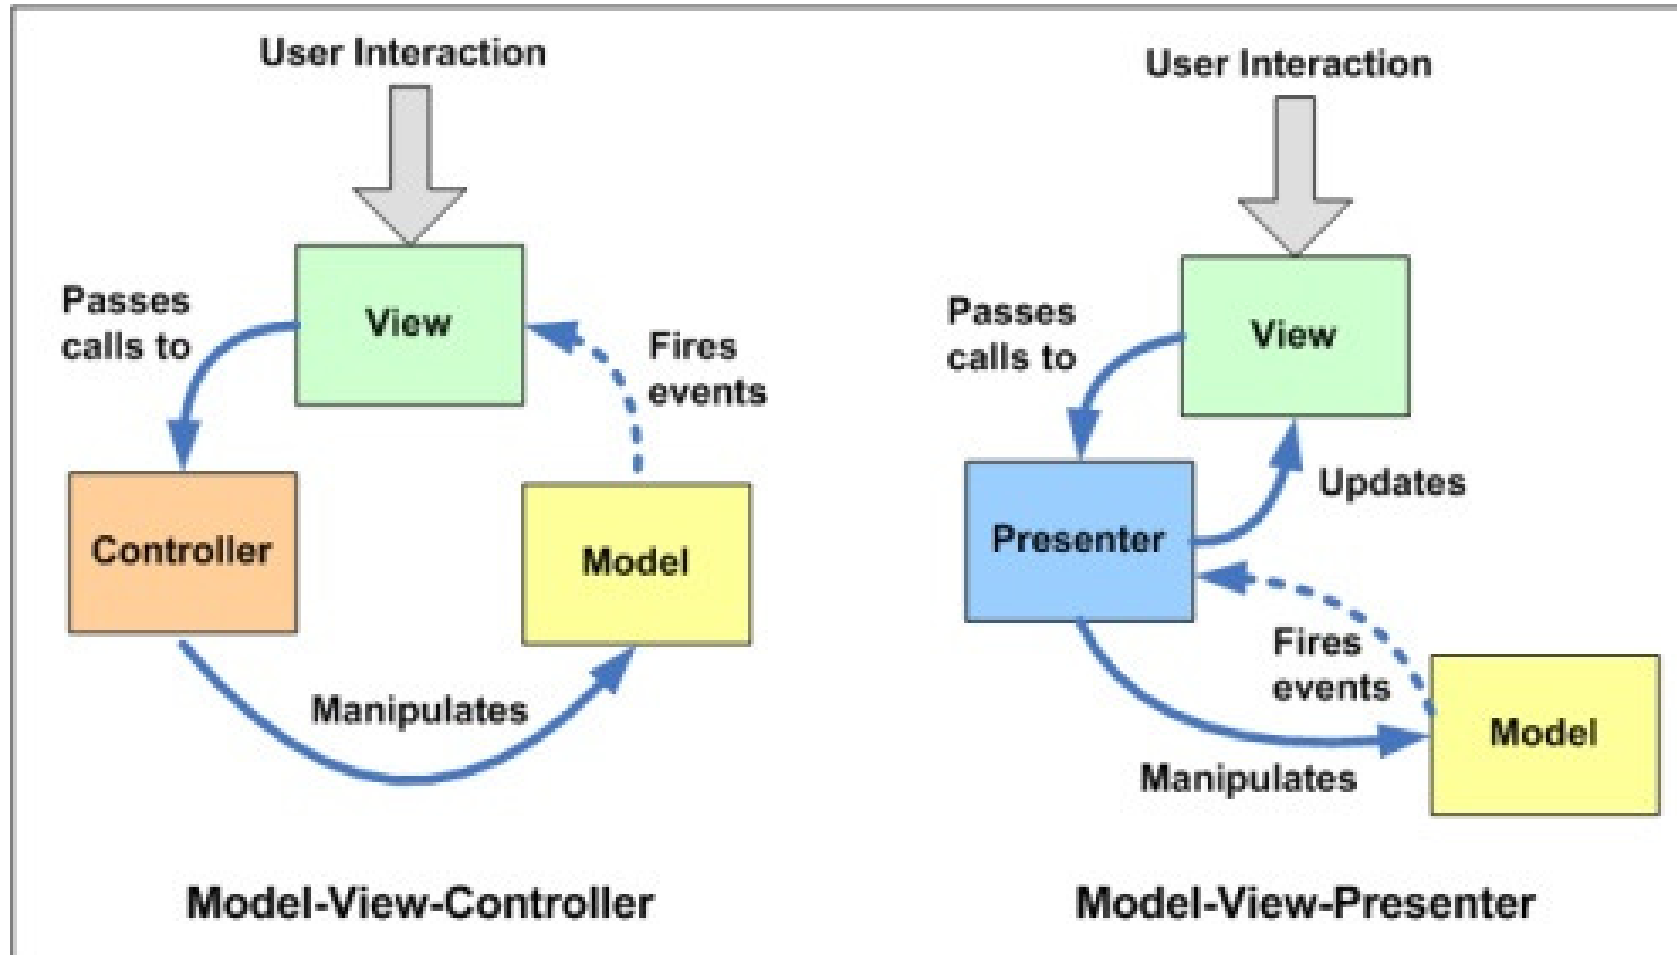 User Interaction
Passes
calls to
View
Fires
events
Controller
Model
Manipulates
Model-View-Controller
User Interaction
Passes
calls to
View
Updates
Presenter
Fires
events
Model
Manipulates
Model-View-Presenter